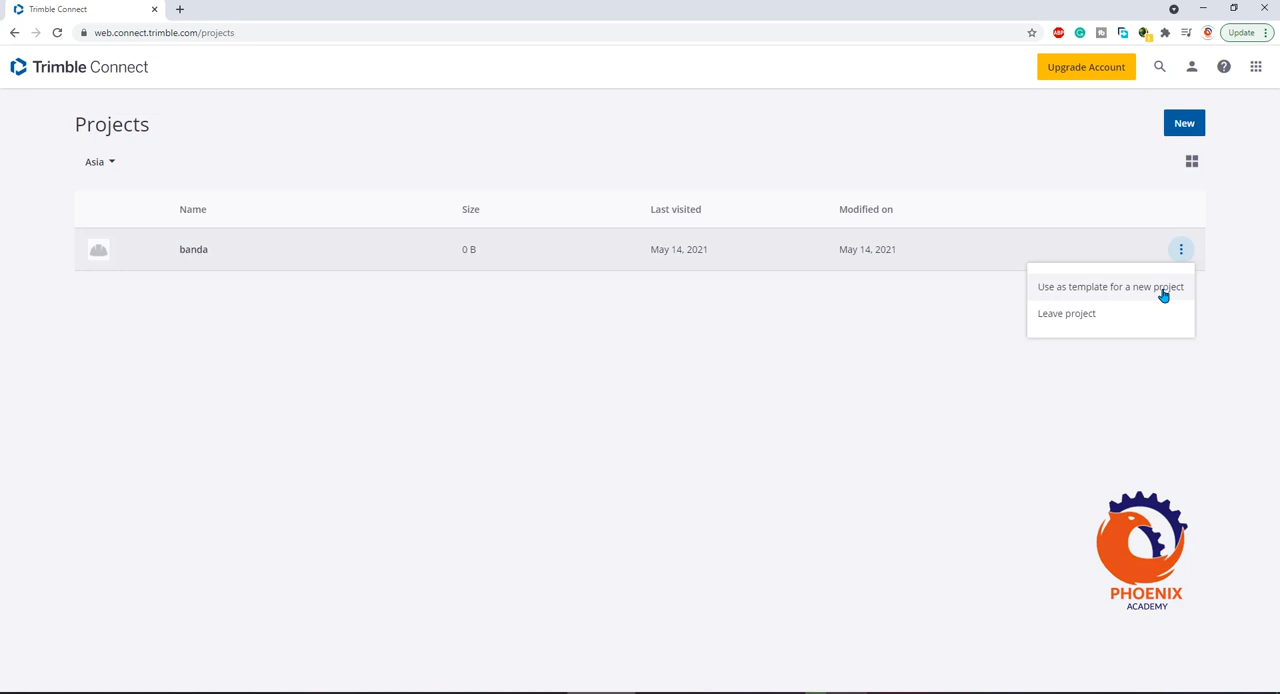 Trimble Connect
web.connect.trimble.com/projects
ABP
Update
Trimble Connect
Upgrade Account
Projects
New
Asia
Name Size Last visited Modified on
banda 0 B May 14, 2021 May 14, 2021
Use as template for a new project
Leave project
PHOENIX
ACADEMY